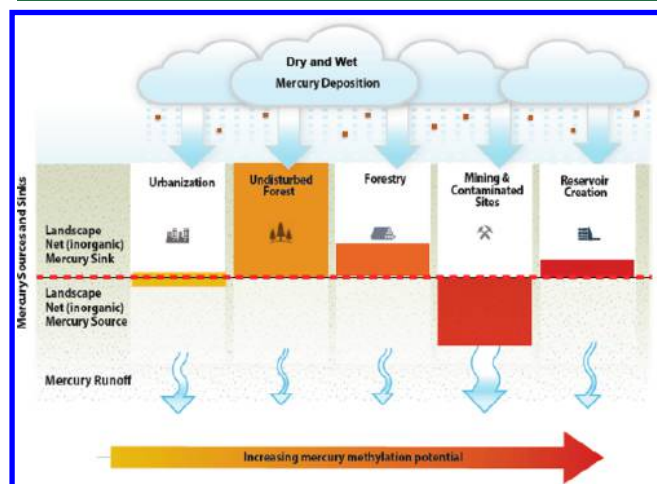 Dry and Wet
Mercury Deposition
Mercury Sources and Sinks
Urbanization
Undisturbed
Forest
Forestry
Mining &
Contaminated
Sites
Reservoir
Creation
Landscape
Net (inorganic)
Mercury Sink
Landscape
Net (inorganic)
Mercury Source
Mercury Runoff
Increasing mercury methylation potential